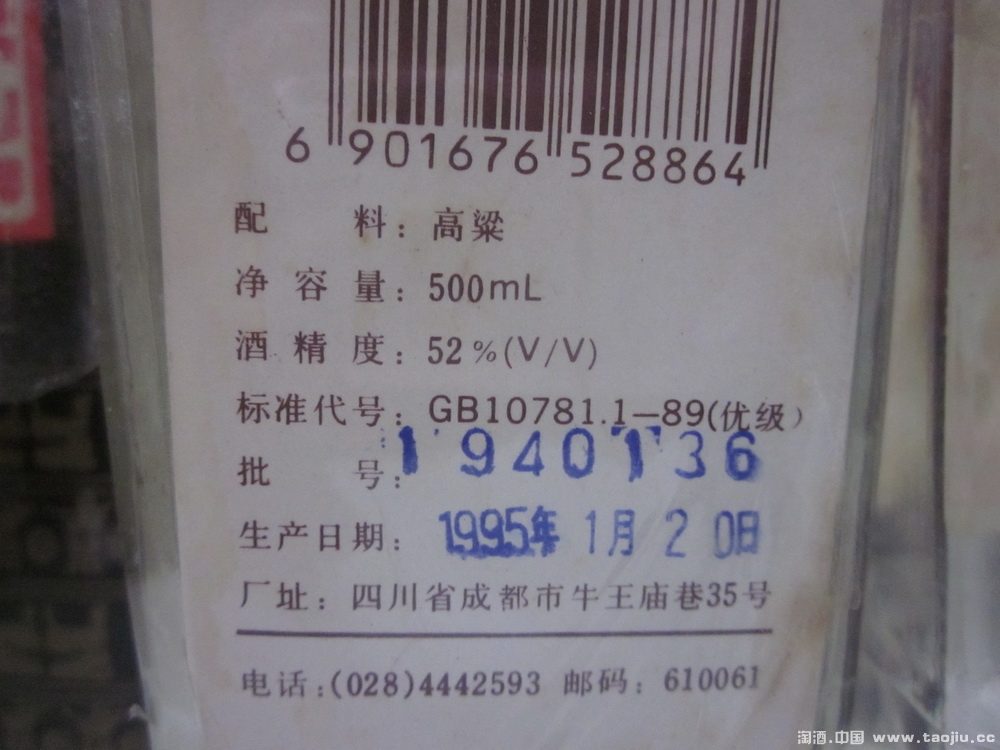 6 901676 528864
配 料：高粱
净容量：500mL
酒精度：52%(V/V)
标准代号：GB10781.1—89(优级)
批 号：1 940136
生产日期：1995年 1月 20日
厂址：四川省成都市牛王庙巷35号
电话：(028)4442593 邮码：610061
淘酒.中国 www.taojiu.cc